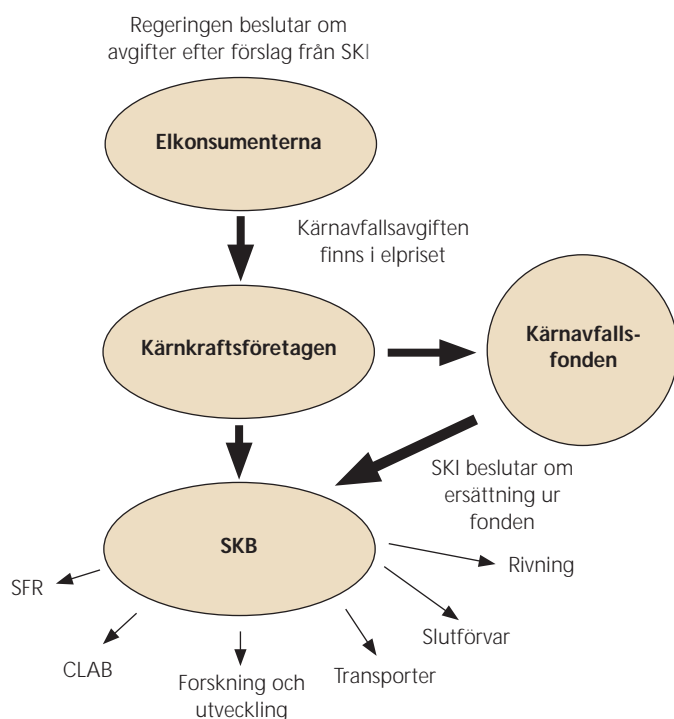 Regeringen beslutar om
avgifter efter förslag från SKI
Elkonsumenterna
Kärnavfallsavgiften
finns i elpriset
Kärnkraftsföretagen
Kärnavfalls-
fonden
SKI beslutar om
ersättning ur
fonden
SKB
Rivning
SFR
Slutförvar
CLAB
Forskning och
utveckling
Transporter